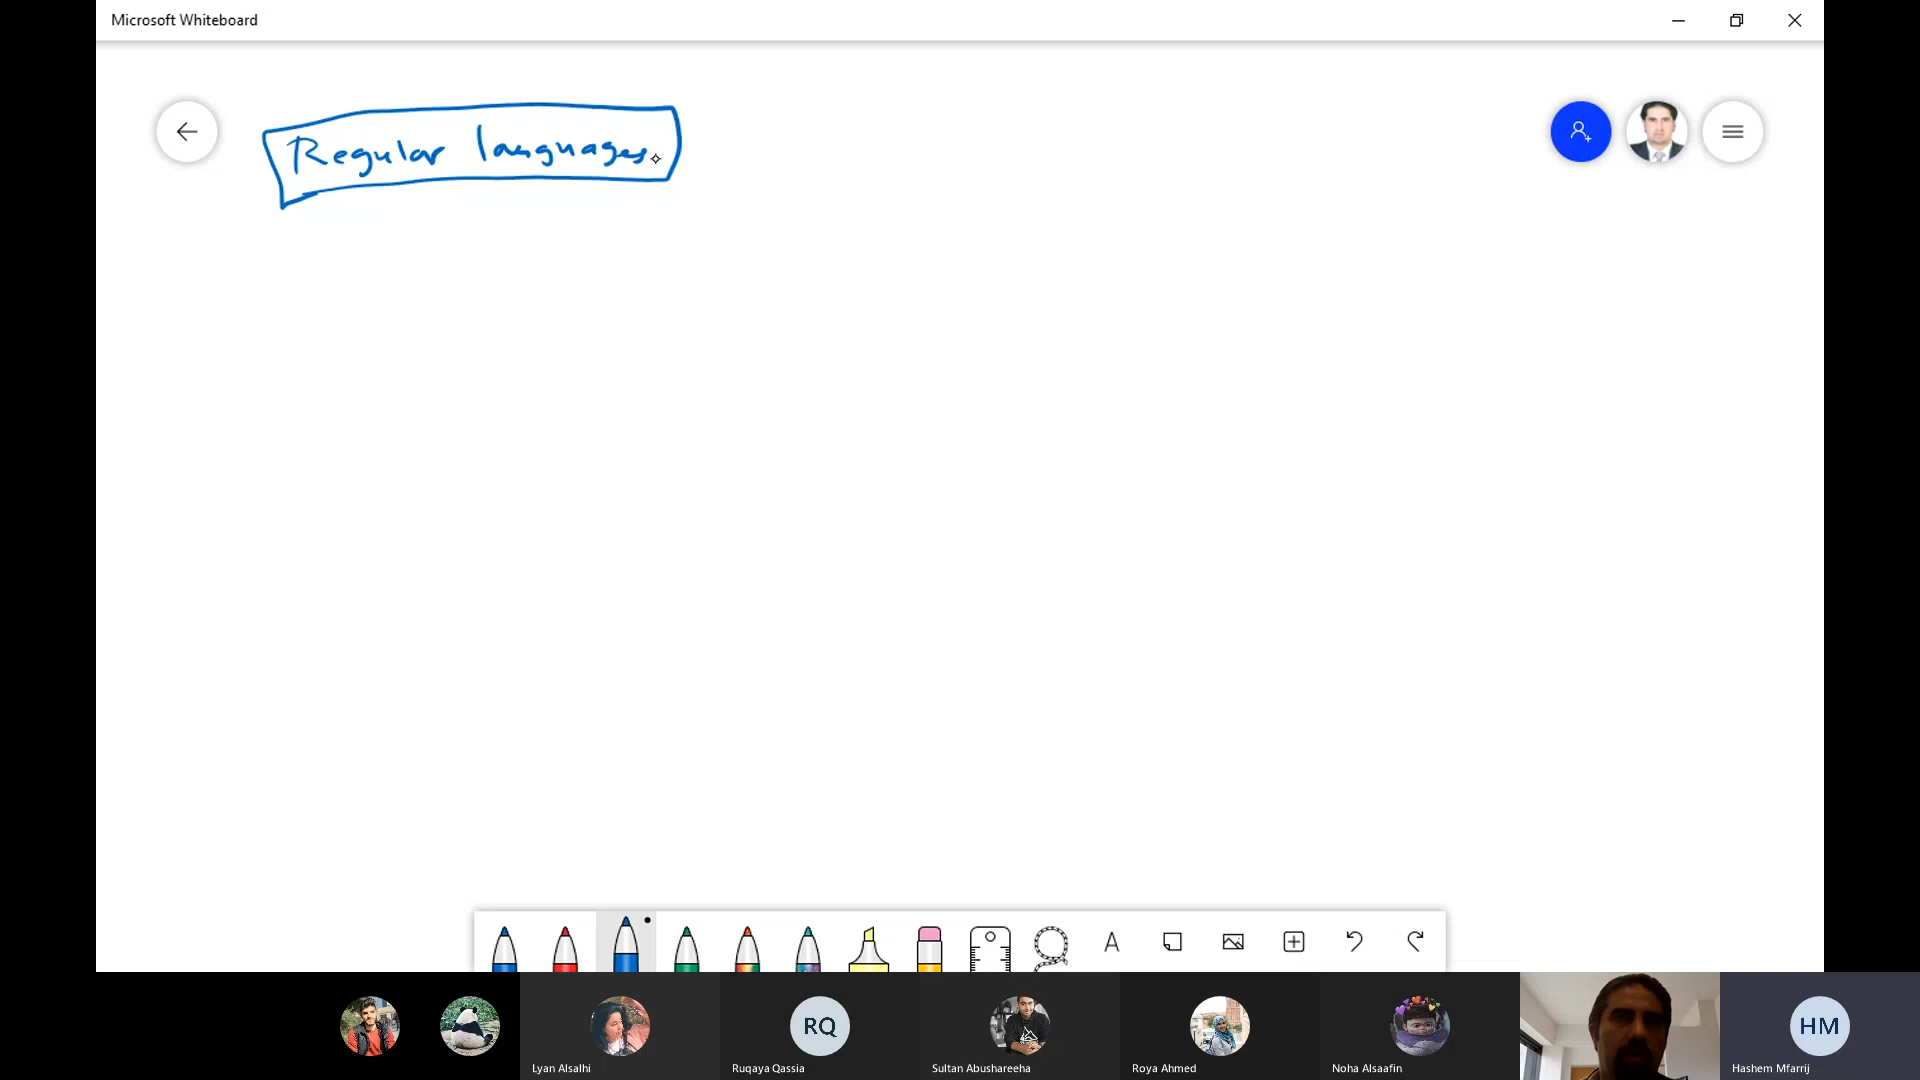 Microsoft Whiteboard
Regular languages
A
RQ
HM
Lyan Alsalhi
Ruqaya Qassia
Sultan Abushareeha
Roya Ahmed
Noha Alsaafin
Hashem Mfarrij